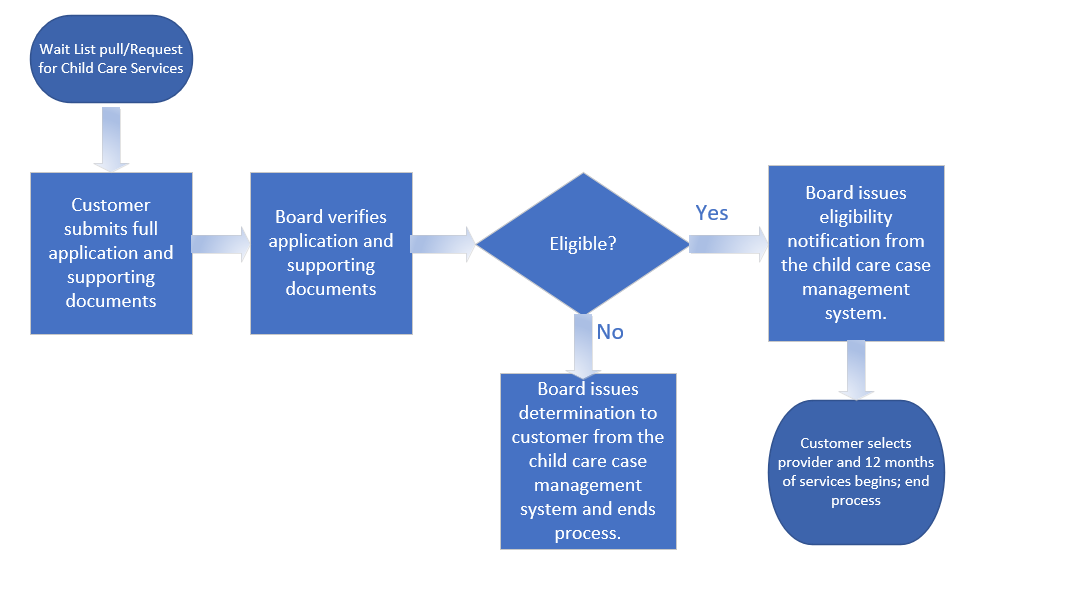 Wait List pull/Request
for Child Care Services
Customer
submits full
application and
supporting
documents
Board verifies
application and
supporting
documents
Eligible?
Yes
Board issues
eligibility
notification from
the child care case
management
system.
No
Board issues
determination to
customer from the
child care case
management
system and ends
process.
Customer selects
provider and 12 months
of services begins; end
process